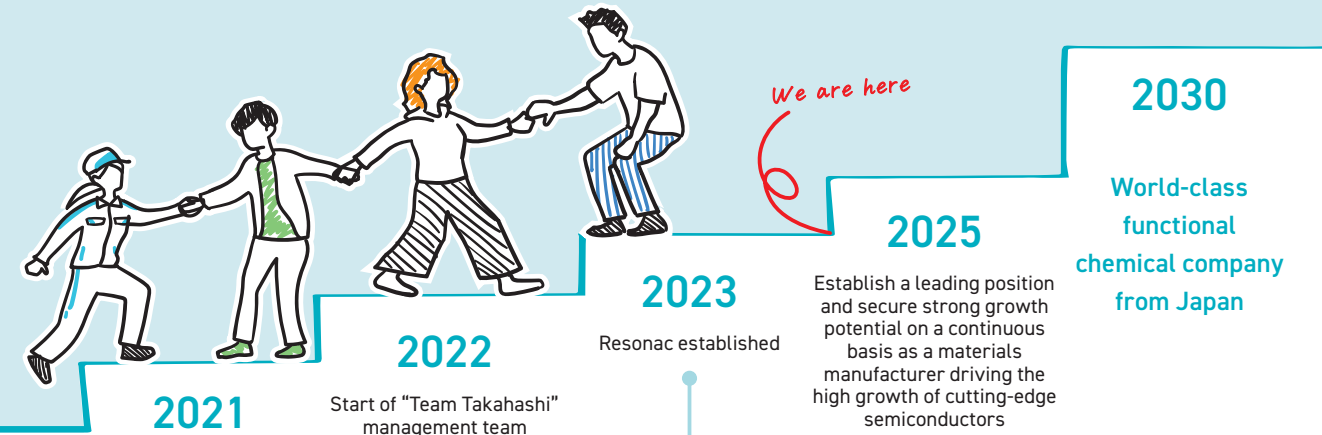 We are here
2021
2022
Start of “Team Takahashi”
management team
2023
Resonac established
2025
Establish a leading position
and secure strong growth
potential on a continuous
basis as a materials
manufacturer driving the
high growth of cutting-edge
semiconductors
2030
World-class
functional
chemical company
from Japan